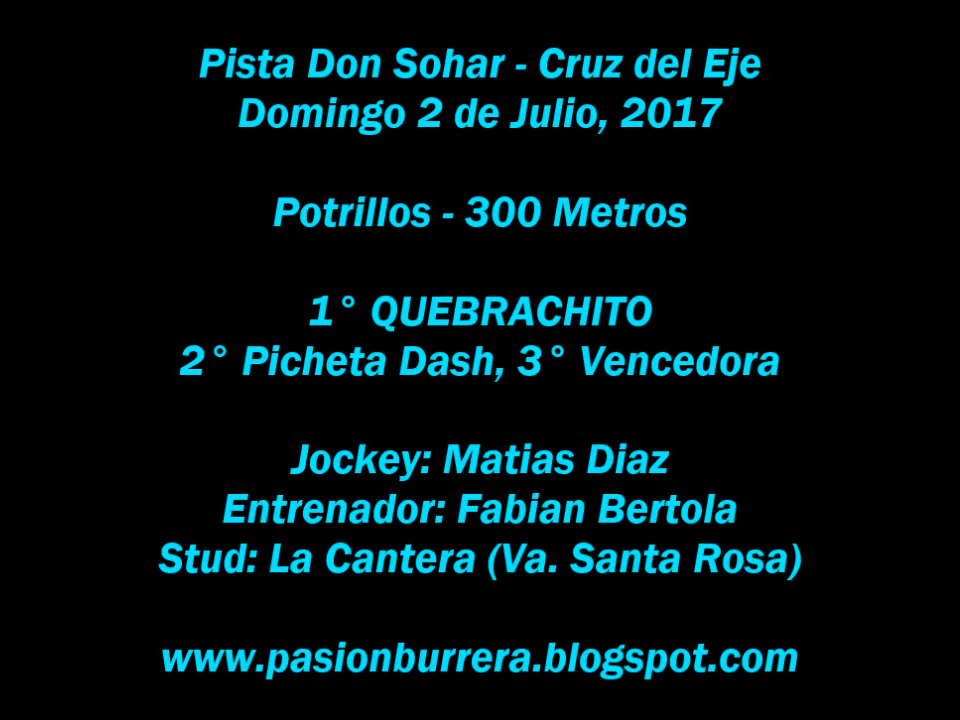 Pista Don Sohar - Cruz del Eje
Domingo 2 de Julio, 2017
Potrillos - 300 Metros
1° QUEBRACHITO
2° Picheta Dash, 3° Vencedora
Jockey: Matias Diaz
Entrenador: Fabian Bertola
Stud: La Cantera (Va. Santa Rosa)
www.pasionburrera.blogspot.com